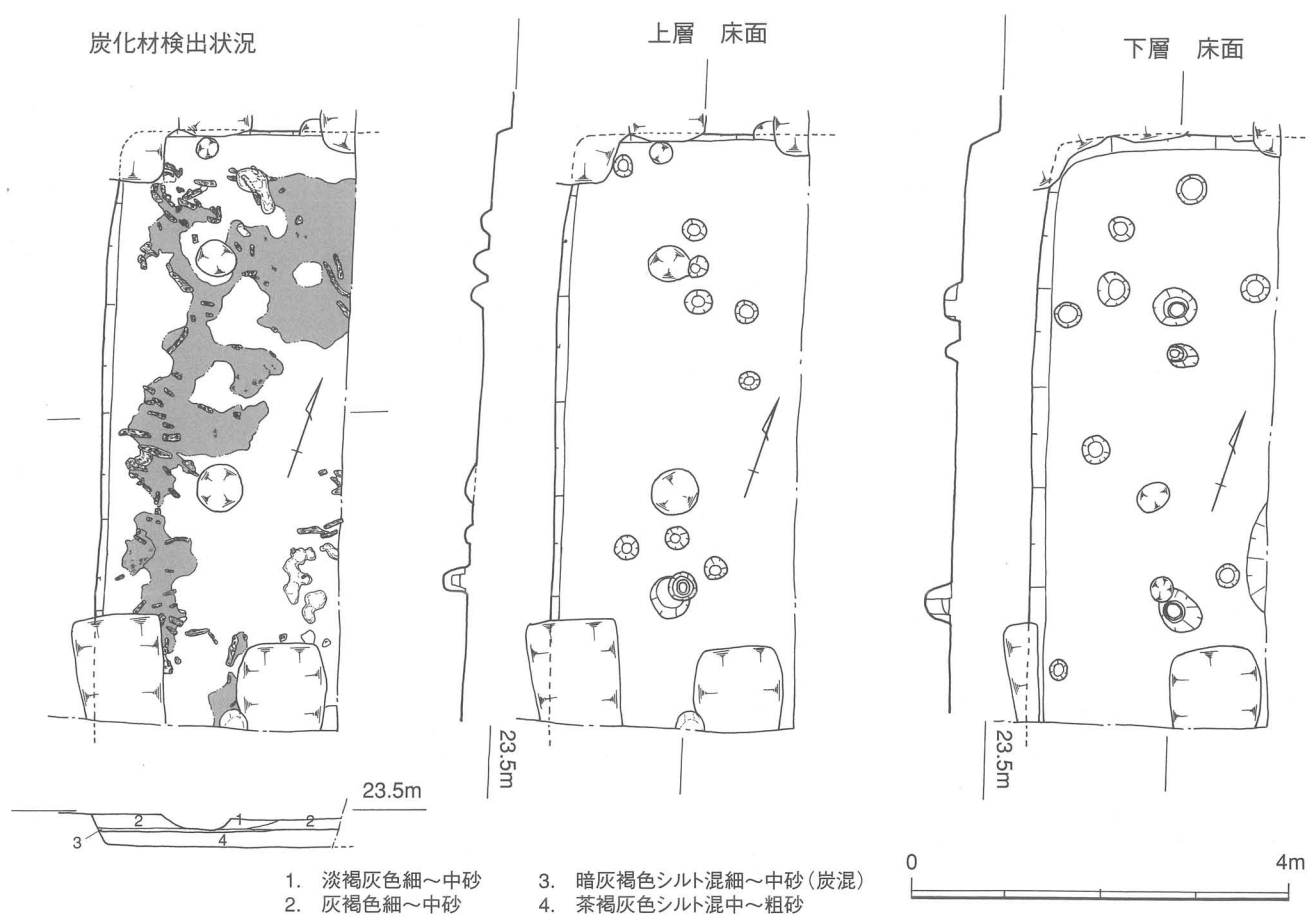 炭化材検出状況
上層 床面
下層 床面
23.5m
23.5m
23.5m
2
1
2
3
4
0
4m
1. 淡褐灰色細～中砂
2. 灰褐色細～中砂
3. 暗灰褐色シルト混細～中砂(炭混)
4. 茶褐灰色シルト混中～粗砂